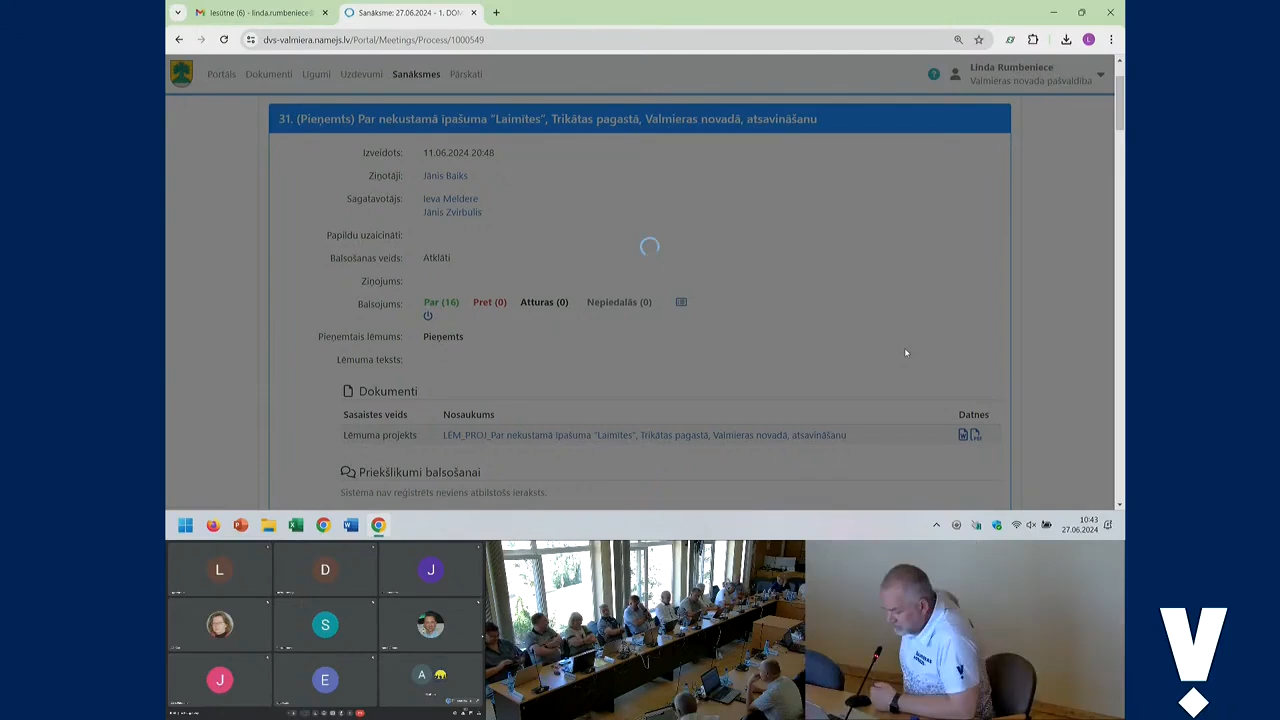 Iesūtne (6) - linda.rumbeniece@
Sanāksme: 27.06.2024 - 1. DOM
dvs-valmiera.namejs.lv/Portal/Meetings/Process/1000549
L
Portāls Dokumenti Līgumi Uzdevumi Sanāksmes Pārskati
? Linda Rumbeniece
Valmieras novada pašvaldība
31. (Pieņemts) Par nekustamā īpašuma "Laimītes", Trikātas pagastā, Valmieras novadā, atsavināšanu
Izveidots: 11.06.2024 20:48
Ziņotāji: Jānis Baiks
Sagatavotājs: Ieva Meldere
Jānis Zvirbulis
Papildu uzaicināti:
Balsošanas veids: Atklāti
Ziņojums:
Balsojums: Par (16) Pret (0) Atturas (0) Nepiedalās (0)
Pieņemtais lēmums: Pieņemts
Lēmuma teksts:
Dokumenti
Sasaistes veids Nosaukums Datnes
Lēmuma projekts LEM_PROJ_Par nekustamā īpašuma "Laimītes", Trikātas pagastā, Valmieras novadā, atsavināšanu
Priekšlikumi balsošanai
Sistēmā nav reģistrēts neviens atbilstošs ieraksts.
10:43
27.06.2024
L D J
S
J E A